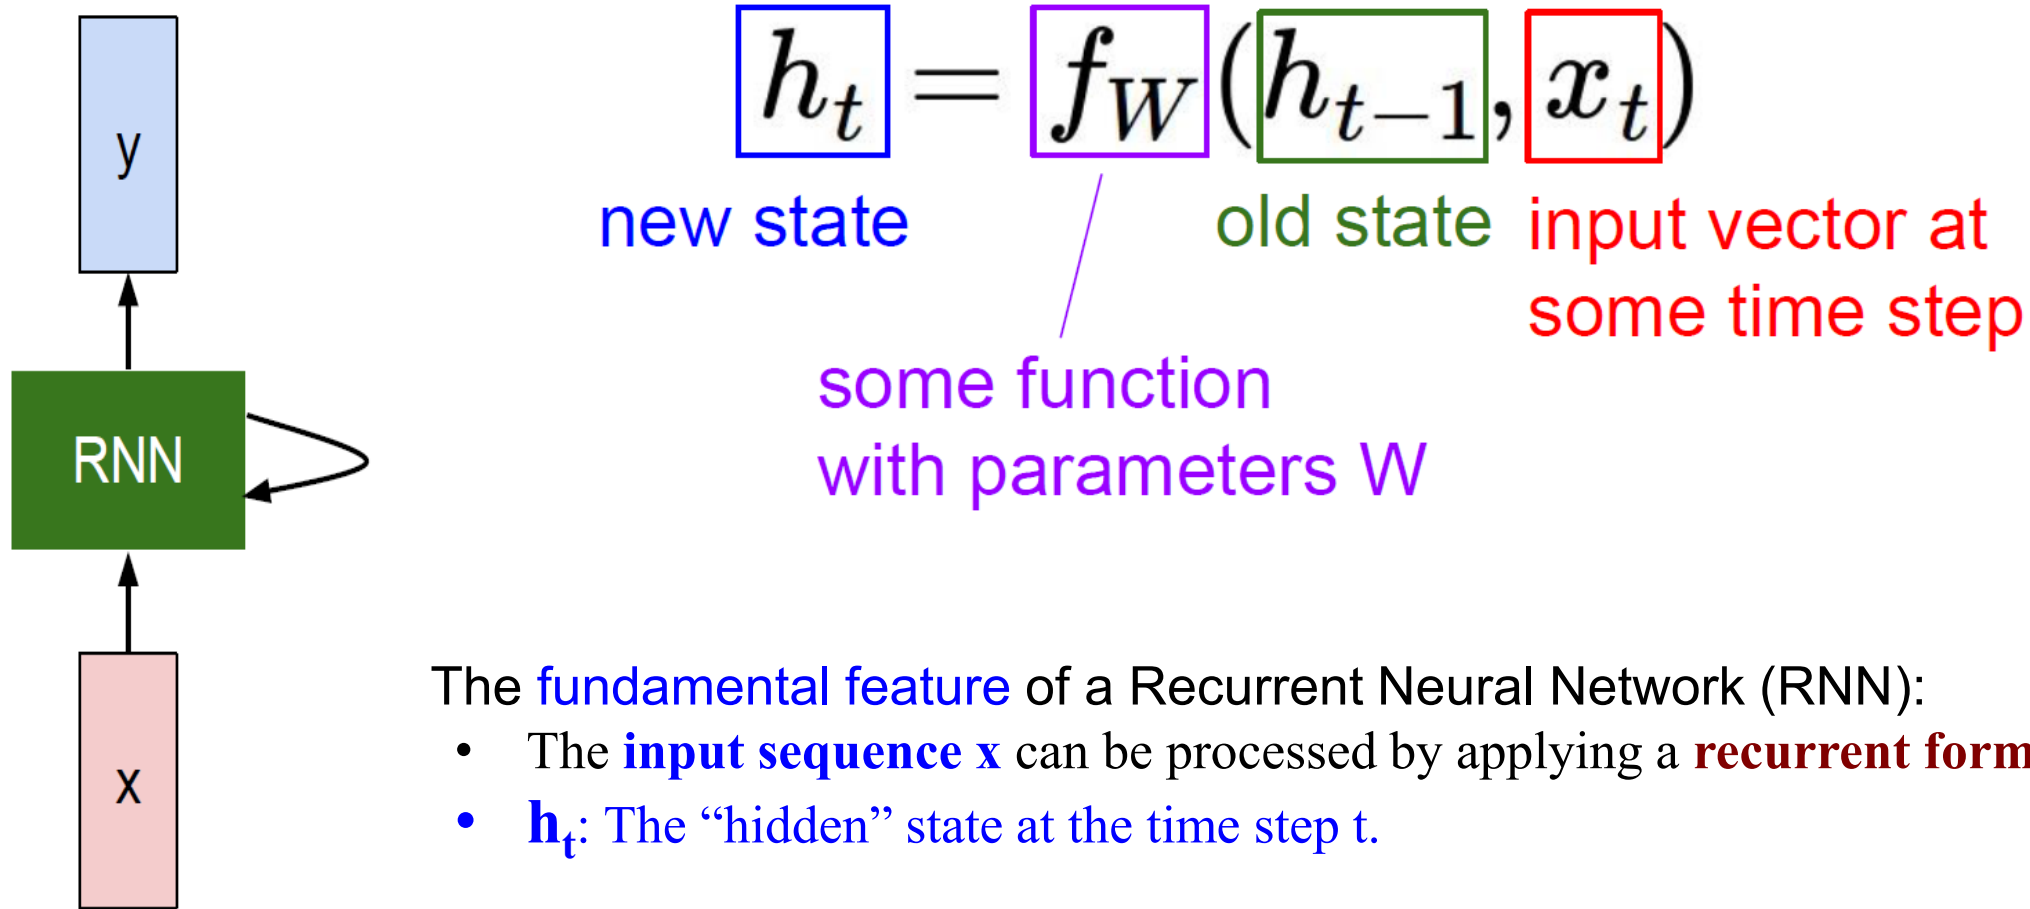 y
RNN
x
h_t = f_W(h_{t-1}, x_t)
new state
old state
input vector at
some time step
some function
with parameters W
The fundamental feature of a Recurrent Neural Network (RNN):
• The input sequence x can be processed by applying a recurrent form
• h_t: The “hidden” state at the time step t.